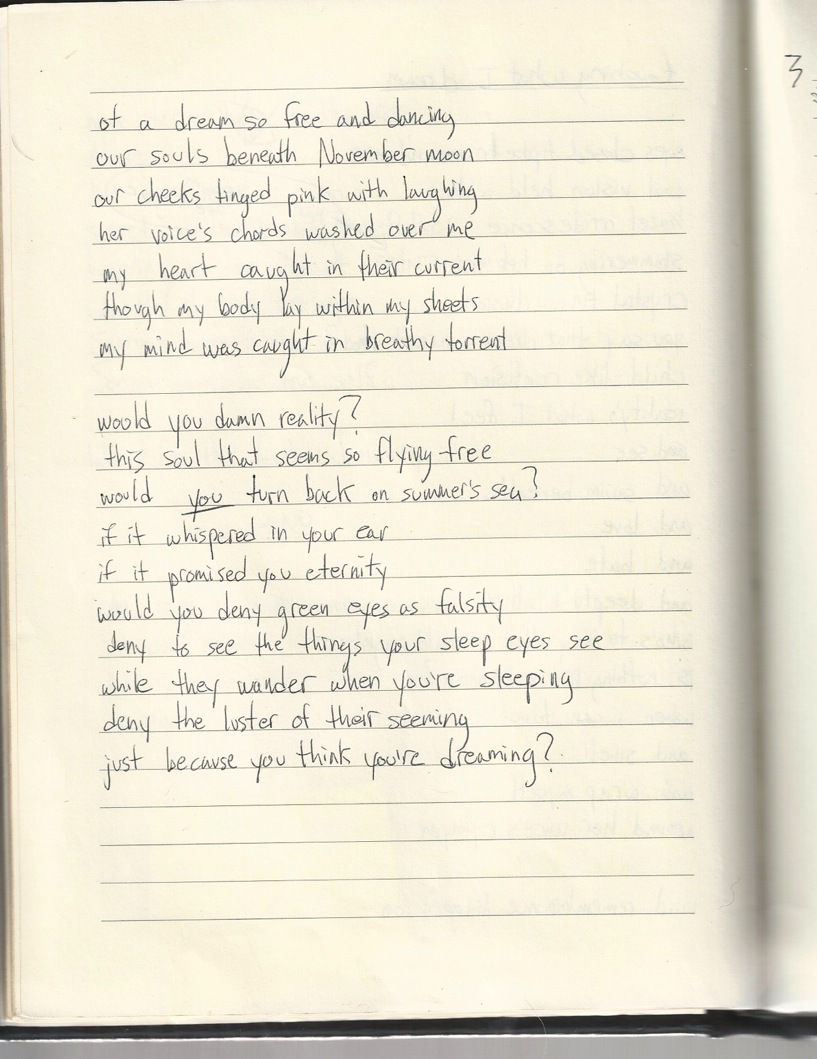 of a dream so free and dancing
our souls beneath November moon
our cheeks tinged pink with laughing
her voice's chords washed over me
my heart caught in their current
though my body lay within my sheets
my mind was caught in breathy torrent
would you damn reality?
this soul that seems so flying-free
would you turn back on summer's sea?
if it whispered in your ear
if it promised you eternity
would you deny green eyes as falsity
deny to see the things your sleep eyes see
while they wander when you're sleeping
deny the luster of their seeming
just because you think you're dreaming?
3